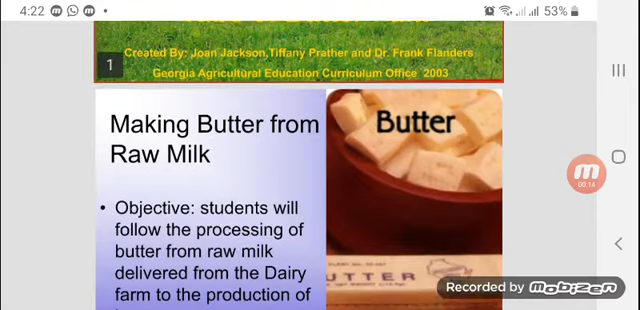 4:22
53%
Created By: Joan Jackson,Tiffany Prather and Dr. Frank Flanders
Georgia Agricultural Education Curriculum Office 2003
1
Making Butter from
Raw Milk
Butter
• Objective: students will
follow the processing of
butter from raw milk
delivered from the Dairy
farm to the production of
UTTER
00:14
Recorded by mobizen